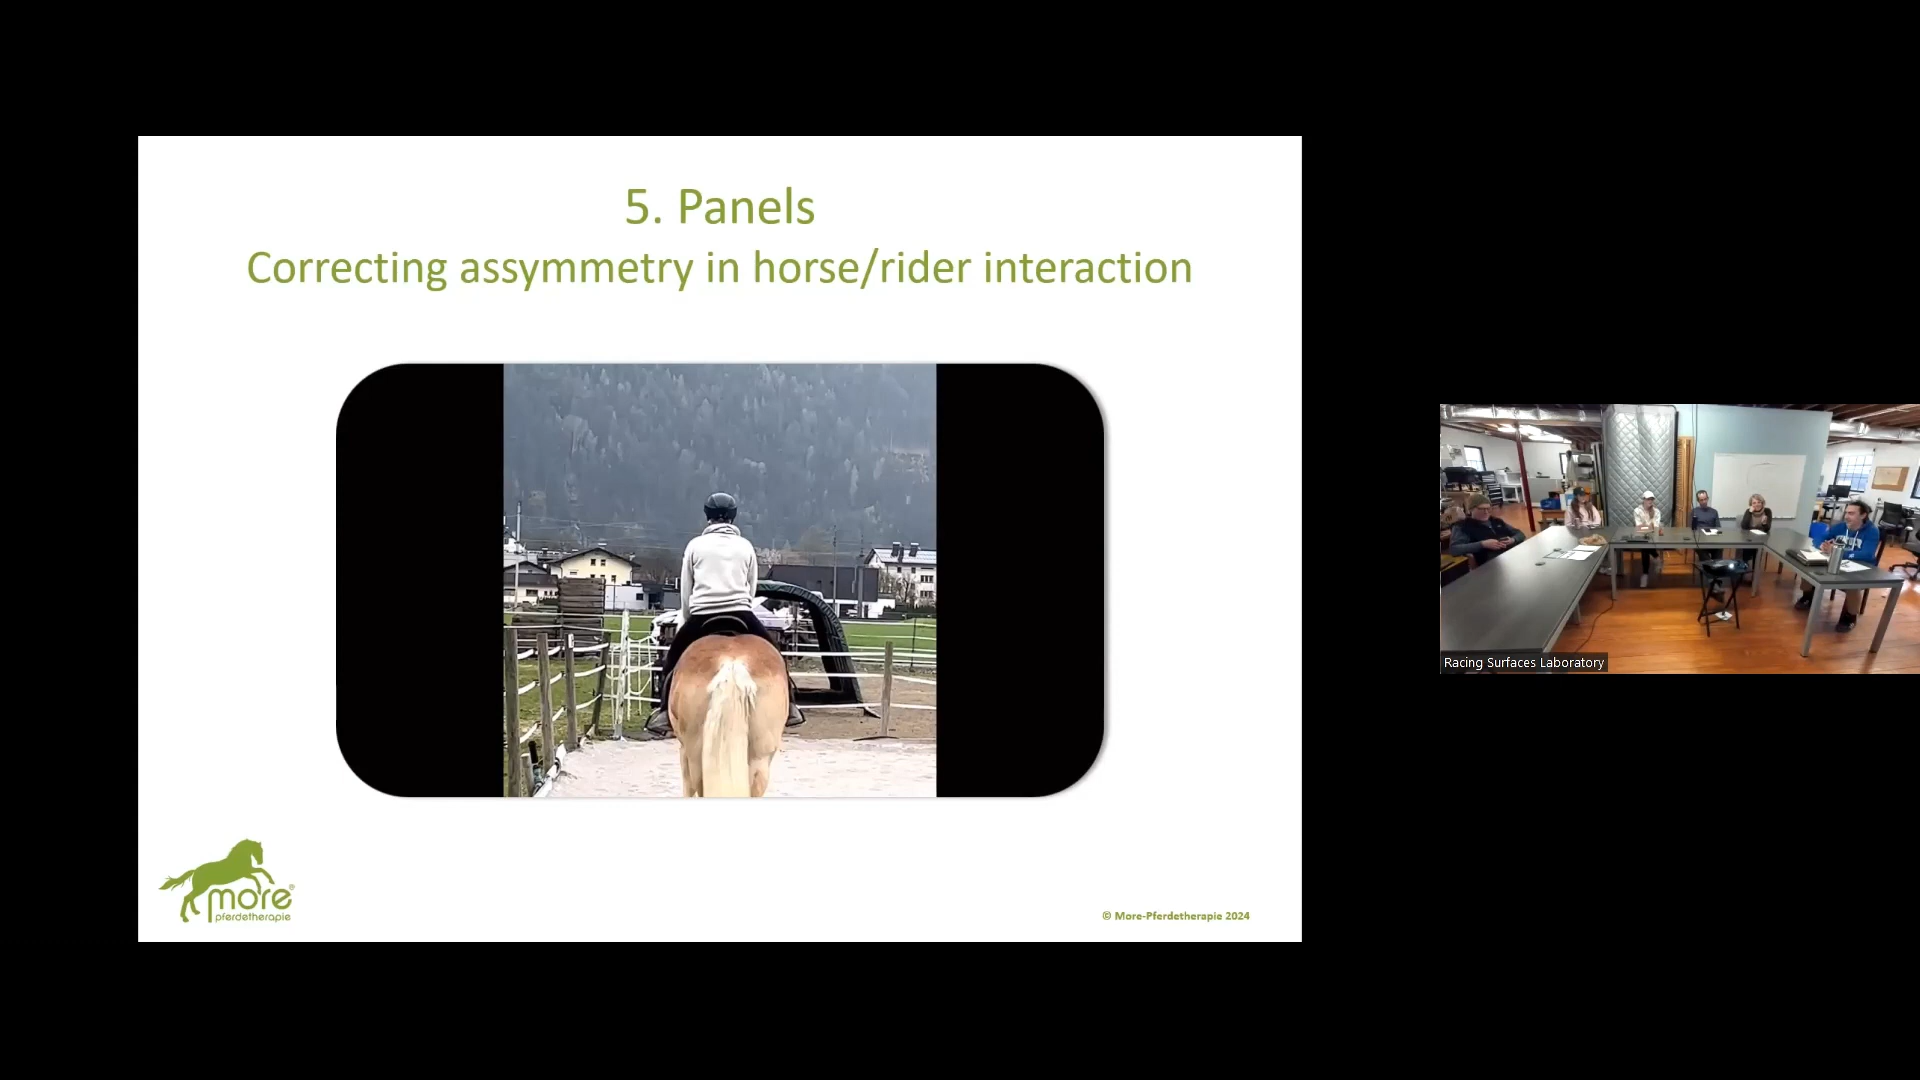 5. Panels
Correcting assymmetry in horse/rider interaction
more®
pferdetherapie
© More-Pferdetherapie 2024
Racing Surfaces Laboratory